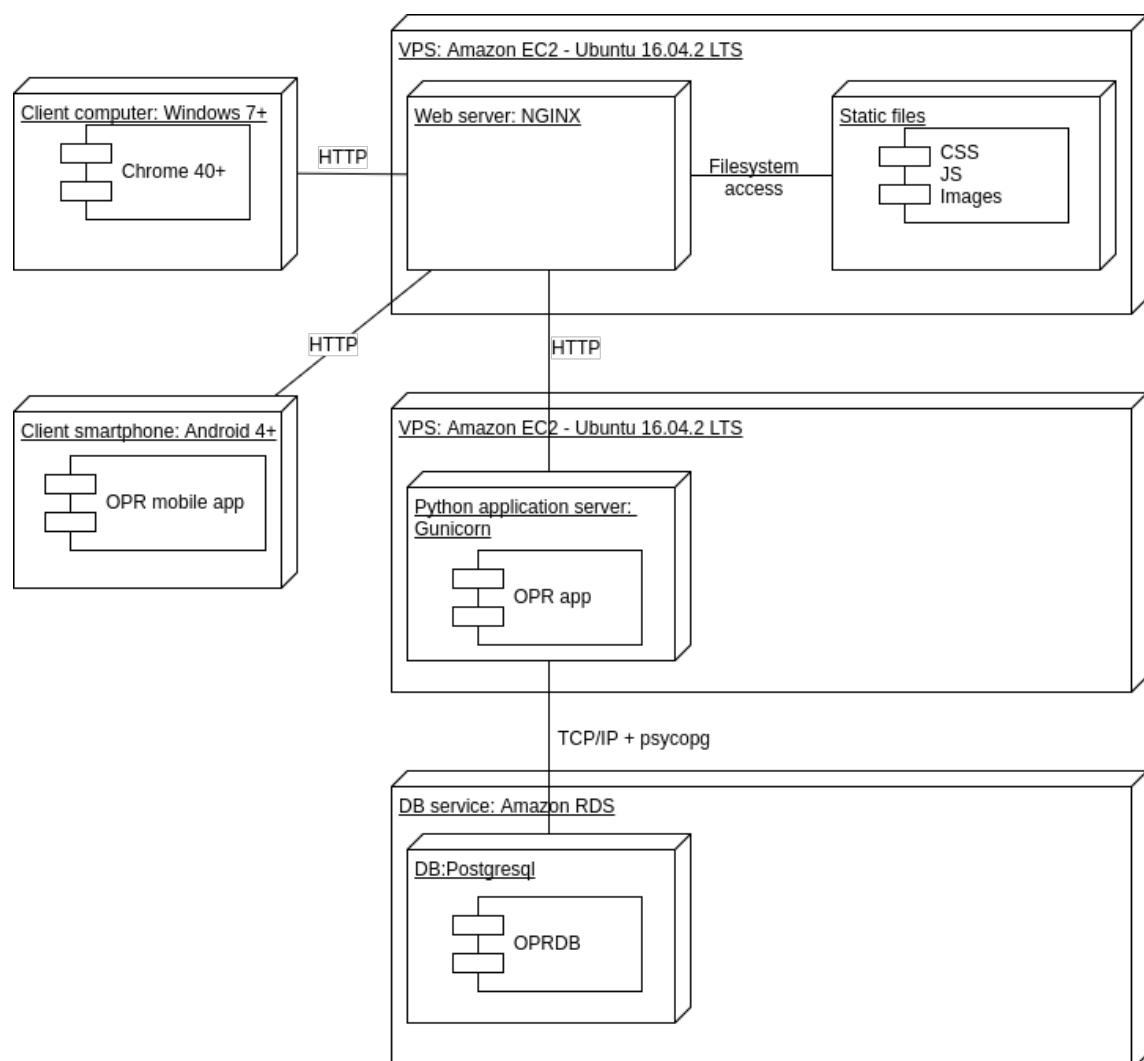 VPS: Amazon EC2 - Ubuntu 16.04.2 LTS
Client computer: Windows 7+
Chrome 40+
HTTP
Web server: NGINX
Filesystem
access
Static files
CSS
JS
Images
HTTP
HTTP
Client smartphone: Android 4+
OPR mobile app
VPS: Amazon EC2 - Ubuntu 16.04.2 LTS
Python application server:
Gunicorn
OPR app
TCP/IP + psycopg
DB service: Amazon RDS
DB:Postgresql
OPRDB